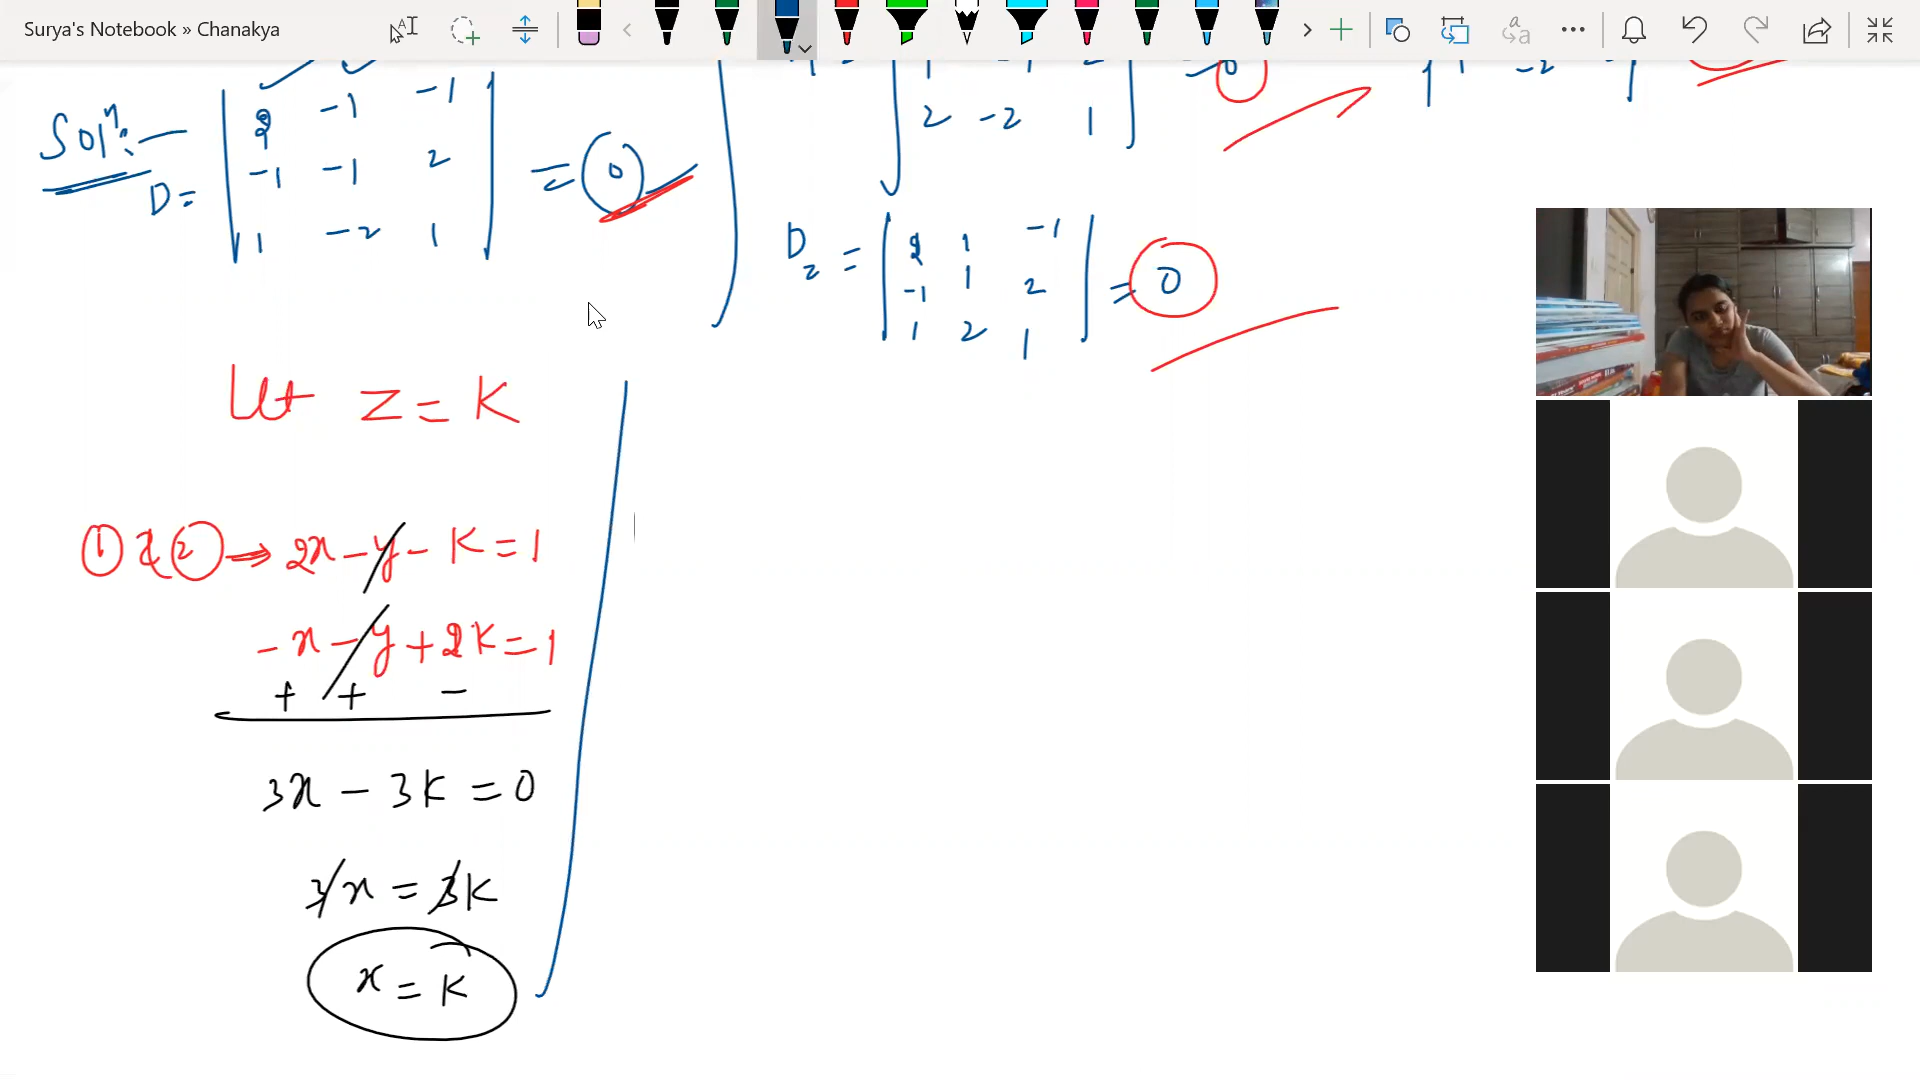 Surya's Notebook » Chanakya
Solⁿ:—
D = | 2 -1 -1 |
| -1 -1 2 | = 0
| 1 -2 1 |
2 -2 1
D₂ = | 2 1 -1 |
| -1 1 2 | = 0
| 1 2 1 |
Let z = K
① & ② → 2x - y - K = 1
-x - y + 2K = 1
+ + -
3x - 3K = 0
3x = 3K
x = K